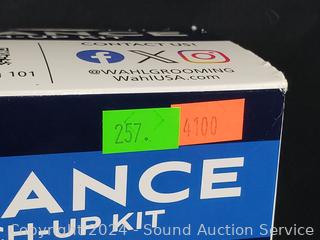 CONTACT US!
101
@WAHLGROOMING
WahlUSA.com
257.
4100
ANCE
CH UP KIT
Copyright 2024 - Sound Auction Service